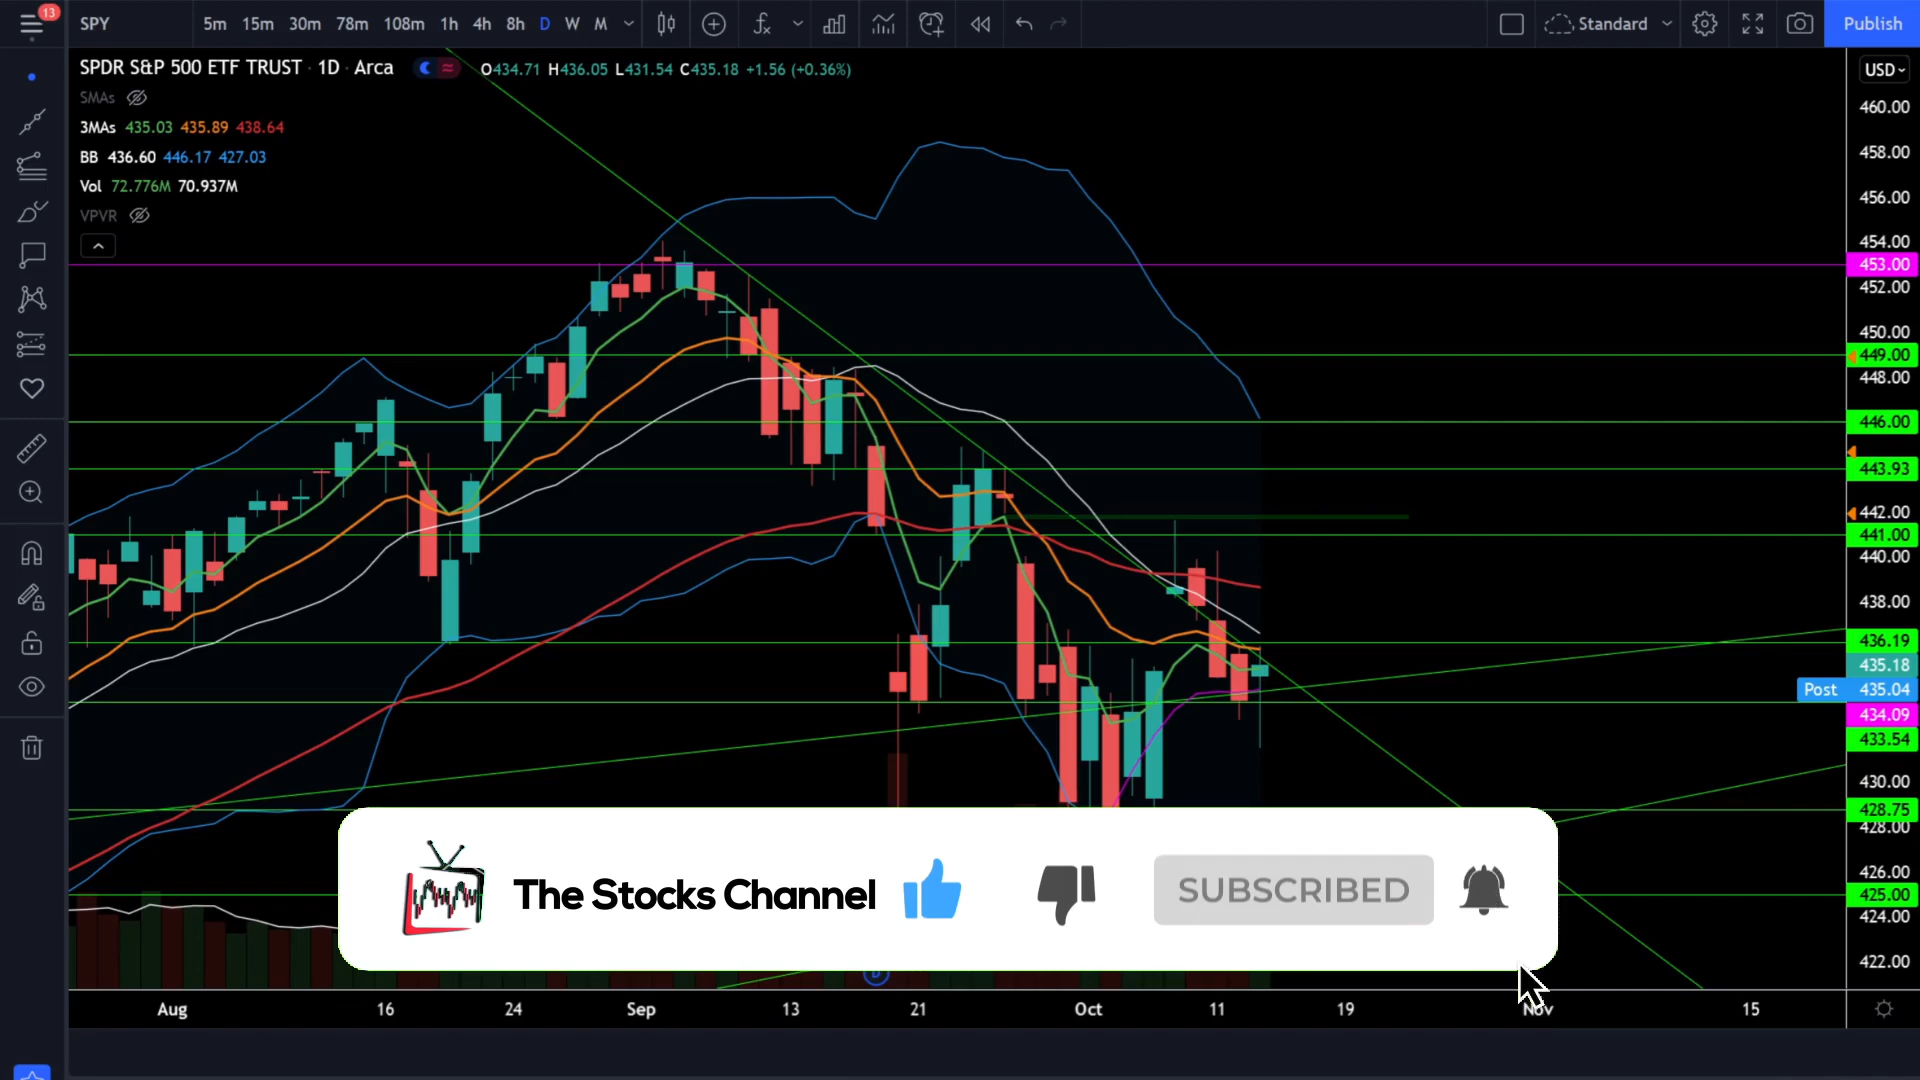 13
SPY 5m 15m 30m 78m 108m 1h 4h 8h D W M Standard Publish
SPDR S&P 500 ETF TRUST · 1D · Arca O434.71 H436.05 L431.54 C435.18 +1.56 (+0.36%)
USD
SMAs
3MAs 435.03 435.89 438.64
BB 436.60 446.17 427.03
Vol 72.776M 70.937M
VPVR
460.00
458.00
456.00
454.00
453.00
452.00
450.00
449.00
448.00
446.00
443.93
442.00
441.00
440.00
438.00
436.19
435.18
Post 435.04
434.09
433.54
430.00
428.75
428.00
426.00
425.00
424.00
422.00
The Stocks Channel SUBSCRIBED
D
Aug 16 24 Sep 13 21 Oct 11 19 Nov 15